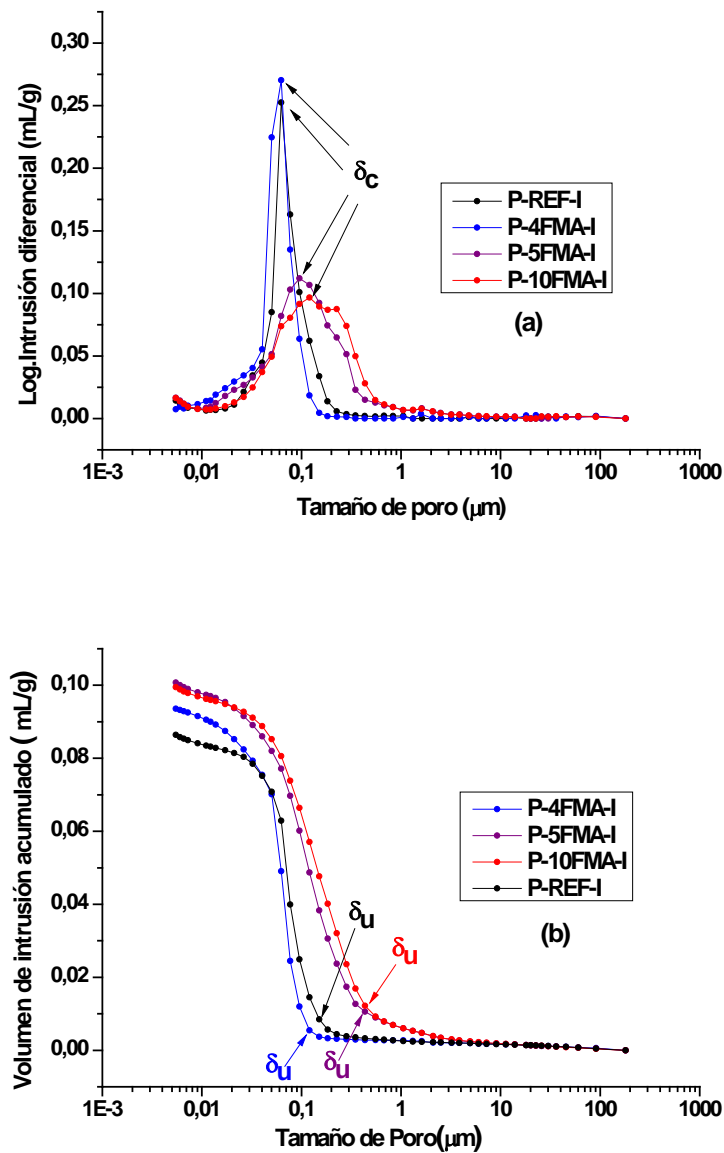 Log.Intrusión diferencial (mL/g)
0,30
0,25
0,20
0,15
0,10
0,05
0,00
δc
P-REF-I
P-4FMA-I
P-5FMA-I
P-10FMA-I
(a)
1E-3 0,01 0,1 1 10 100 1000
Tamaño de poro (μm)
Volumen de intrusión acumulado ( mL/g)
0,10
0,08
0,06
0,04
0,02
0,00
P-4FMA-I
P-5FMA-I
P-10FMA-I
P-REF-I
(b)
δu
δu
δu δu
1E-3 0,01 0,1 1 10 100 1000
Tamaño de Poro(μm)